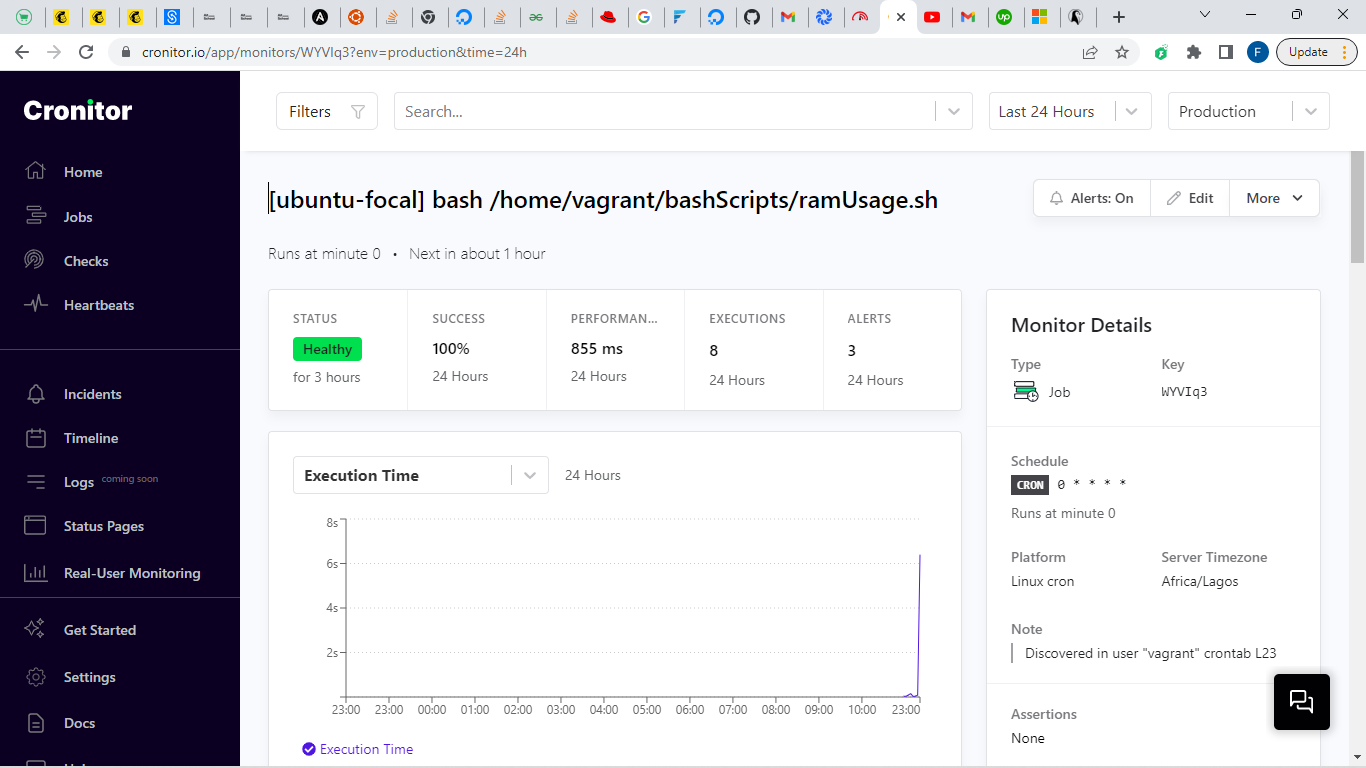 cronitor.io/app/monitors/WYVIq3?env=production&time=24h
F
Update
Cronitor
Home
Jobs
Checks
Heartbeats
Incidents
Timeline
Logs coming soon
Status Pages
Real-User Monitoring
Get Started
Settings
Docs
Filters
Search...
Last 24 Hours
Production
[ubuntu-focal] bash /home/vagrant/bashScripts/ramUsage.sh
Alerts: On
Edit
More
Runs at minute 0 • Next in about 1 hour
STATUS
Healthy
for 3 hours
SUCCESS
100%
24 Hours
PERFORMAN...
855 ms
24 Hours
EXECUTIONS
8
24 Hours
ALERTS
3
24 Hours
Execution Time
24 Hours
8s
6s
4s
2s
23:00 23:00 00:00 01:00 02:00 03:00 04:00 05:00 06:00 07:00 08:00 09:00 10:00 23:00
Execution Time
Monitor Details
Type
Job
Key
WYVIq3
Schedule
CRON 0 * * * *
Runs at minute 0
Platform
Linux cron
Server Timezone
Africa/Lagos
Note
Discovered in user "vagrant" crontab L23
Assertions
None